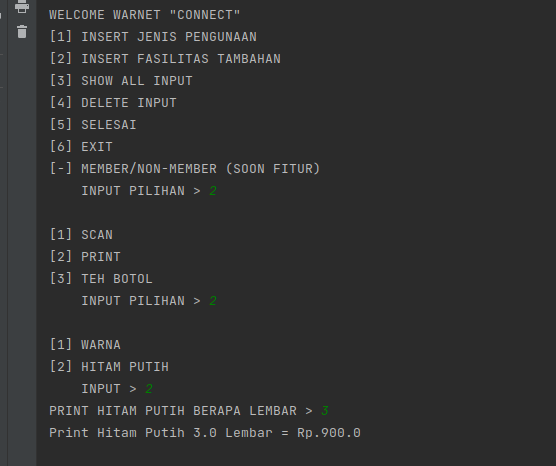 WELCOME WARNET "CONNECT"
[1] INSERT JENIS PENGUNAAN
[2] INSERT FASILITAS TAMBAHAN
[3] SHOW ALL INPUT
[4] DELETE INPUT
[5] SELESAI
[6] EXIT
[-] MEMBER/NON-MEMBER (SOON FITUR)
    INPUT PILIHAN > 2

[1] SCAN
[2] PRINT
[3] TEH BOTOL
    INPUT PILIHAN > 2

[1] WARNA
[2] HITAM PUTIH
    INPUT > 2
PRINT HITAM PUTIH BERAPA LEMBAR > 3
Print Hitam Putih 3.0 Lembar = Rp.900.0